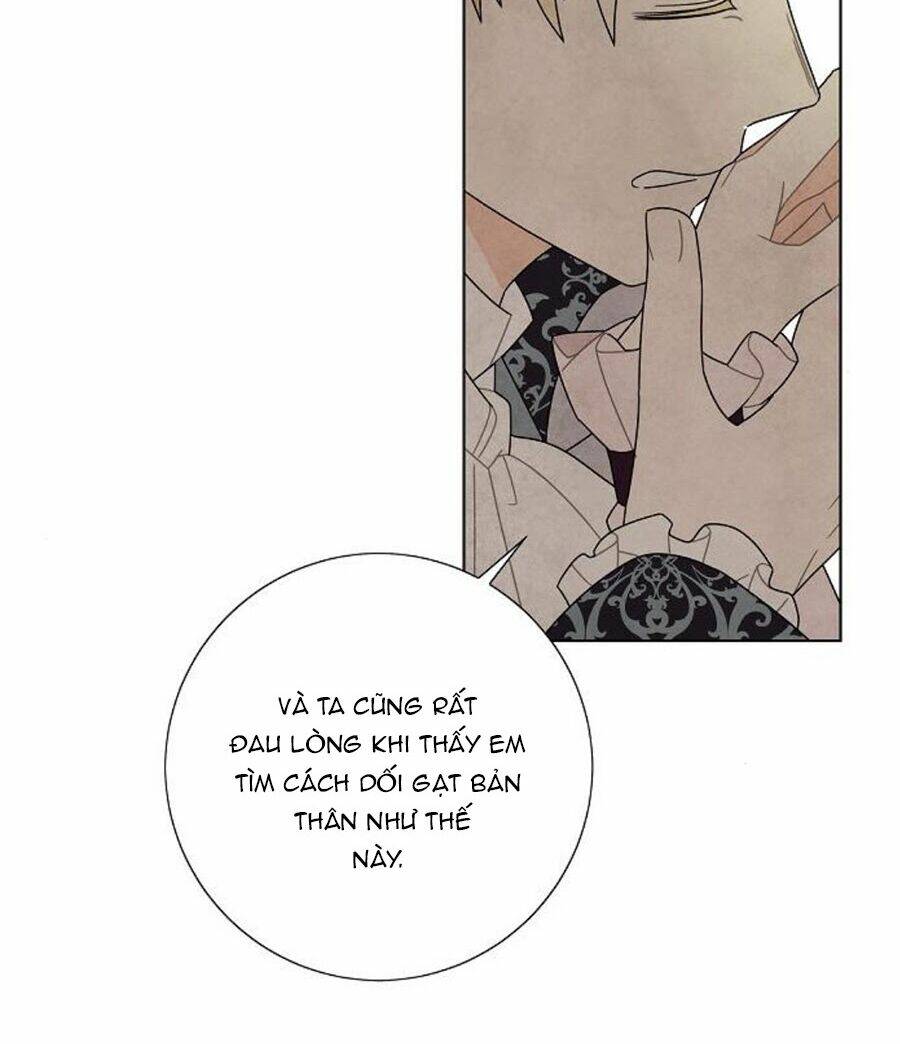 VÀ TA CŨNG RẤT
ĐAU LÒNG KHI THẤY EM
TÌM CÁCH DỐI GẠT BẢN
THÂN NHƯ THẾ
NÀY.